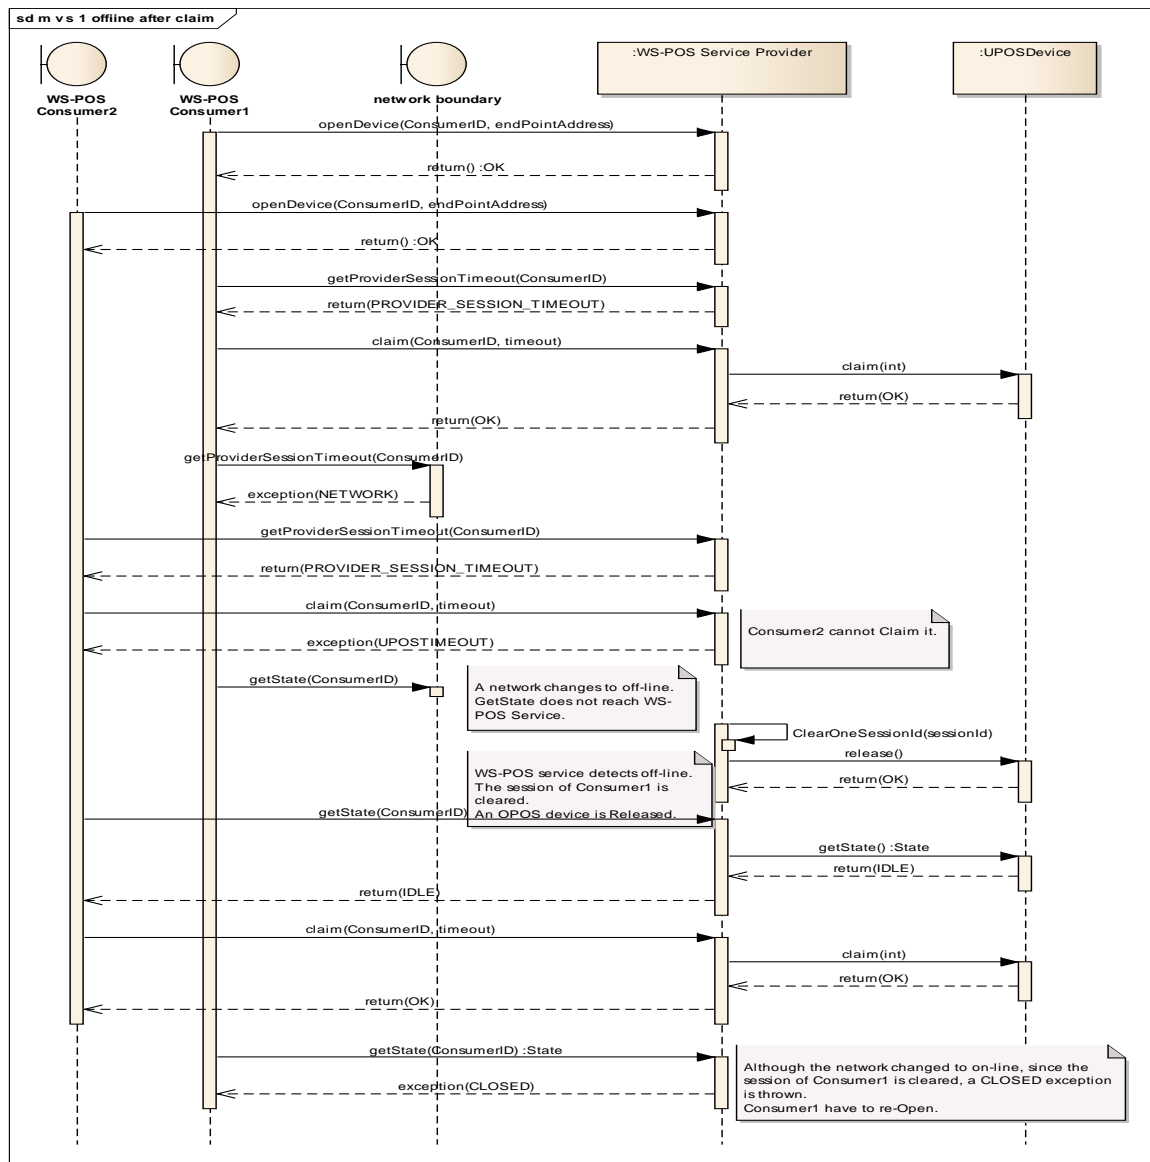 sd m v s 1 offline after claim
:WS-POS Service Provider
:UPOSDevice
WS-POS
Consumer2
WS-POS
Consumer1
network boundary
openDevice(ConsumerID, endPointAddress)
return() :OK
openDevice(ConsumerID, endPointAddress)
return() :OK
getProviderSessionTimeout(ConsumerID)
return(PROVIDER_SESSION_TIMEOUT)
claim(ConsumerID, timeout)
claim(int)
return(OK)
return(OK)
getProviderSessionTimeout(ConsumerID)
exception(NETWORK)
getProviderSessionTimeout(ConsumerID)
return(PROVIDER_SESSION_TIMEOUT)
claim(ConsumerID, timeout)
Consumer2 cannot Claim it.
exception(UPOSTIMEOUT)
getState(ConsumerID)
A network changes to off-line.
GetState does not reach WS-
POS Service.
ClearOneSessionId(sessionId)
release()
WS-POS service detects off-line.
The session of Consumer1 is
cleared.
An OPOS device is Released.
return(OK)
getState(ConsumerID)
getState() :State
return(IDLE)
return(IDLE)
claim(ConsumerID, timeout)
claim(int)
return(OK)
return(OK)
getState(ConsumerID) :State
exception(CLOSED)
Although the network changed to on-line, since the
session of Consumer1 is cleared, a CLOSED exception
is thrown.
Consumer1 have to re-Open.